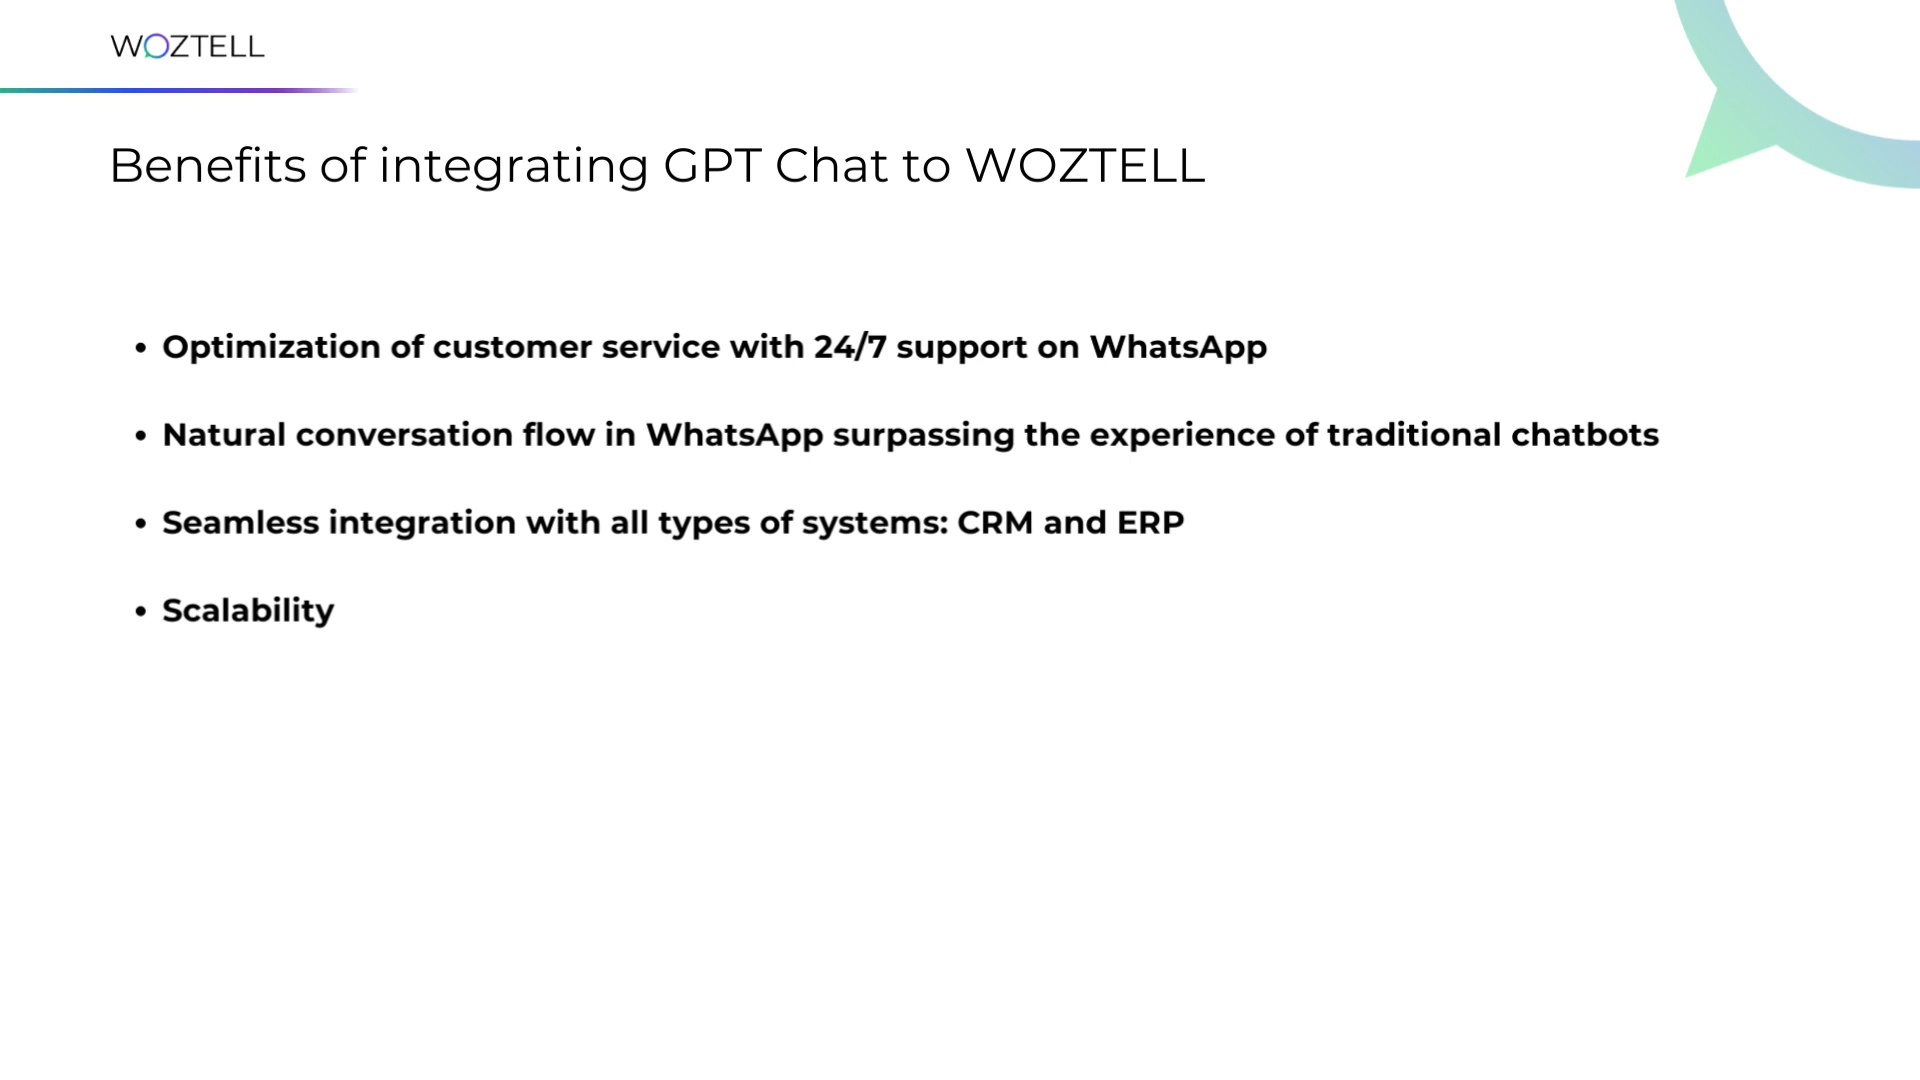 WOZTELL
Benefits of integrating GPT Chat to WOZTELL
• Optimization of customer service with 24/7 support on WhatsApp
• Natural conversation flow in WhatsApp surpassing the experience of traditional chatbots
• Seamless integration with all types of systems: CRM and ERP
• Scalability